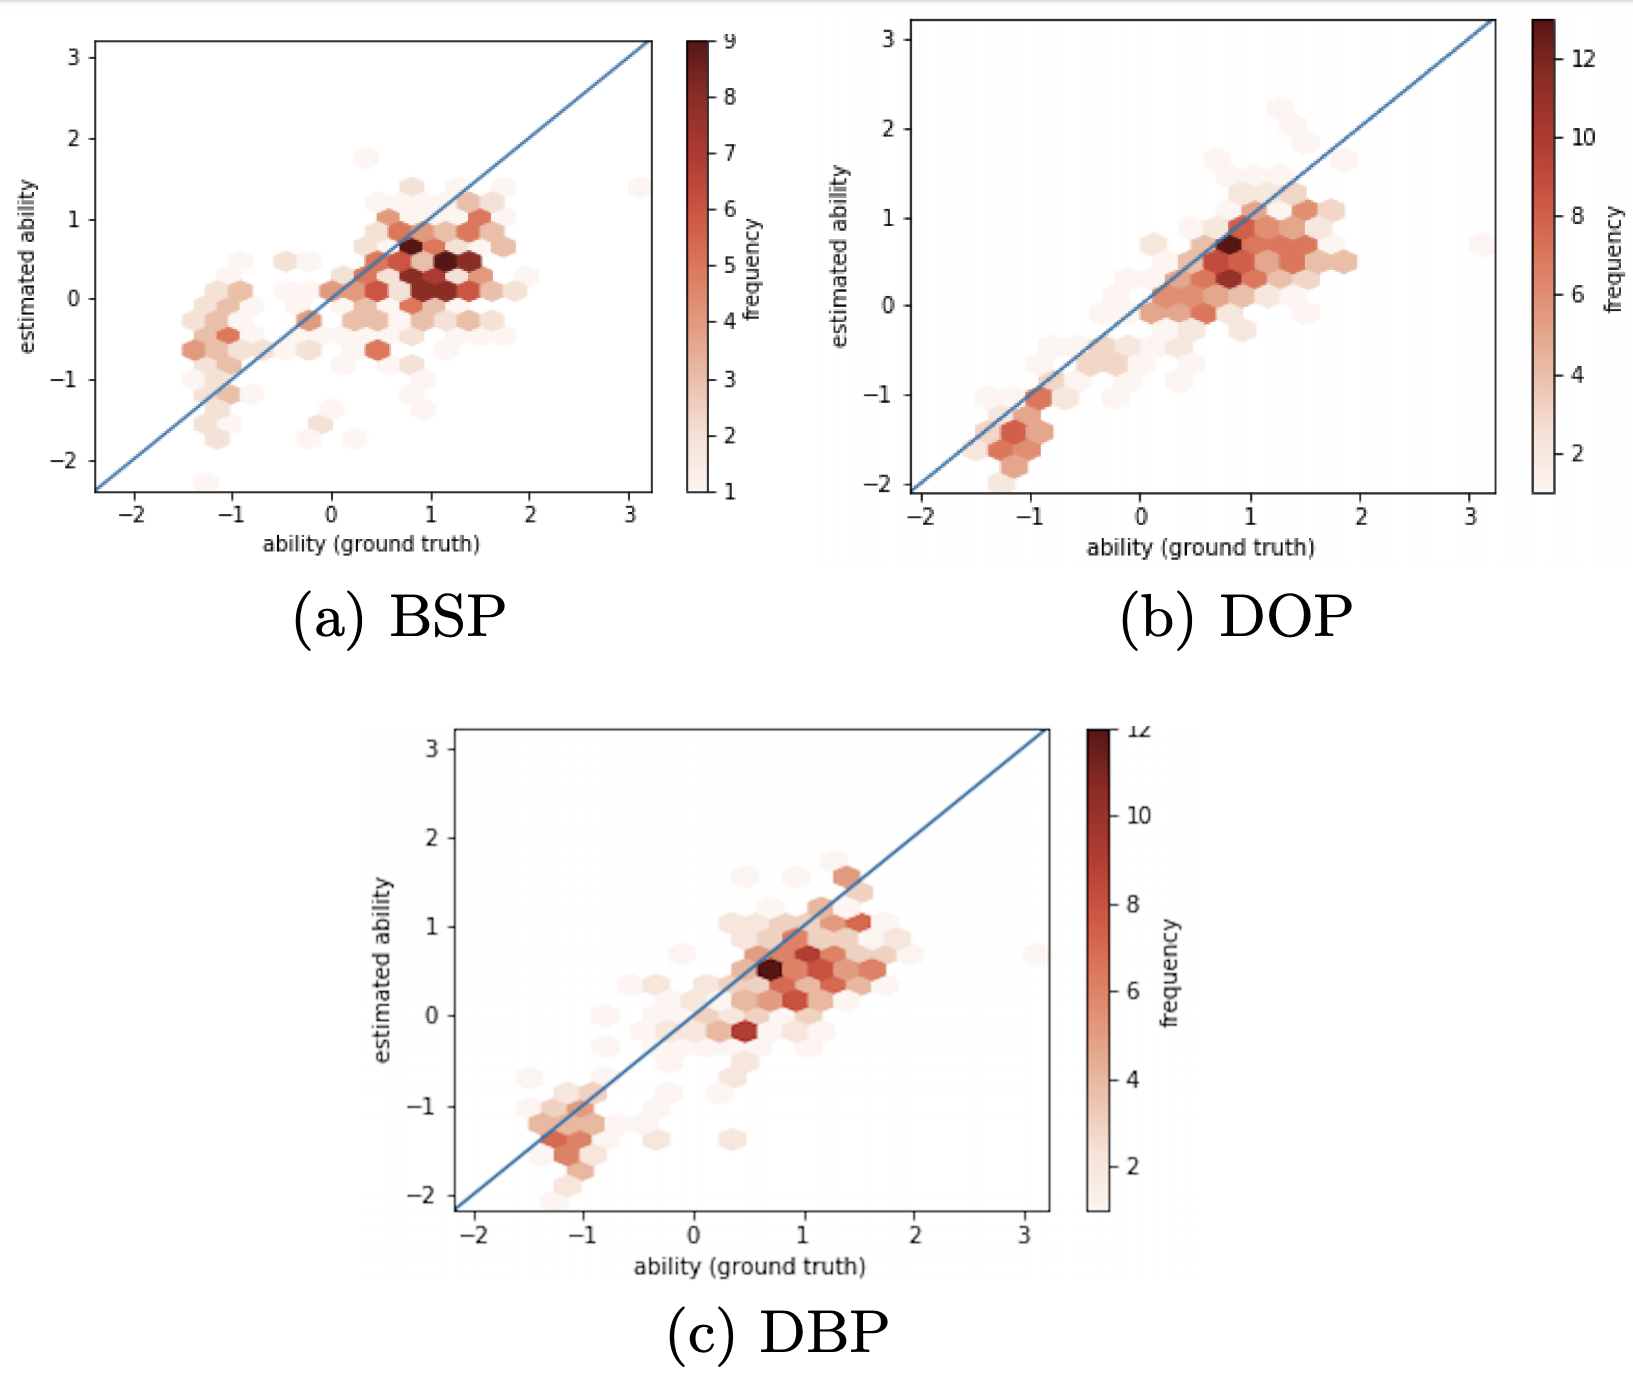 3
2
1
0
−1
−2
estimated ability
−2 −1 0 1 2 3
ability (ground truth)
9
8
7
6
5
4
3
2
1
frequency
(a) BSP
3
2
1
0
−1
−2
estimated ability
−2 −1 0 1 2 3
ability (ground truth)
12
10
8
6
4
2
frequency
(b) DOP
3
2
1
0
−1
−2
estimated ability
−2 −1 0 1 2 3
ability (ground truth)
12
10
8
6
4
2
frequency
(c) DBP